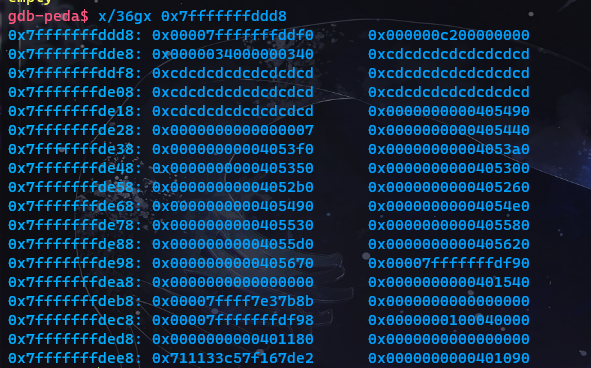 empty
gdb-peda$ x/36gx 0x7fffffffddd8
0x7fffffffddd8: 0x00007fffffffddf0 0x000000c200000000
0x7fffffffdde8: 0x0000034000000340 0xcdcdcdcdcdcdcdcd
0x7fffffffddf8: 0xcdcdcdcdcdcdcdcd 0xcdcdcdcdcdcdcdcd
0x7fffffffde08: 0xcdcdcdcdcdcdcdcd 0xcdcdcdcdcdcdcdcd
0x7fffffffde18: 0xcdcdcdcdcdcdcdcd 0x0000000000405490
0x7fffffffde28: 0x0000000000000007 0x0000000000405440
0x7fffffffde38: 0x00000000004053f0 0x00000000004053a0
0x7fffffffde48: 0x0000000000405350 0x0000000000405300
0x7fffffffde58: 0x00000000004052b0 0x0000000000405260
0x7fffffffde68: 0x0000000000405490 0x00000000004054e0
0x7fffffffde78: 0x0000000000405530 0x0000000000405580
0x7fffffffde88: 0x00000000004055d0 0x0000000000405620
0x7fffffffde98: 0x0000000000405670 0x00007fffffffdf90
0x7fffffffdea8: 0x0000000000000000 0x0000000000401540
0x7fffffffdeb8: 0x00007ffff7e37b8b 0x0000000000000000
0x7fffffffdec8: 0x00007fffffffdf98 0x0000000100040000
0x7fffffffded8: 0x0000000000401180 0x0000000000000000
0x7fffffffdee8: 0x711133c57f167de2 0x0000000000401090